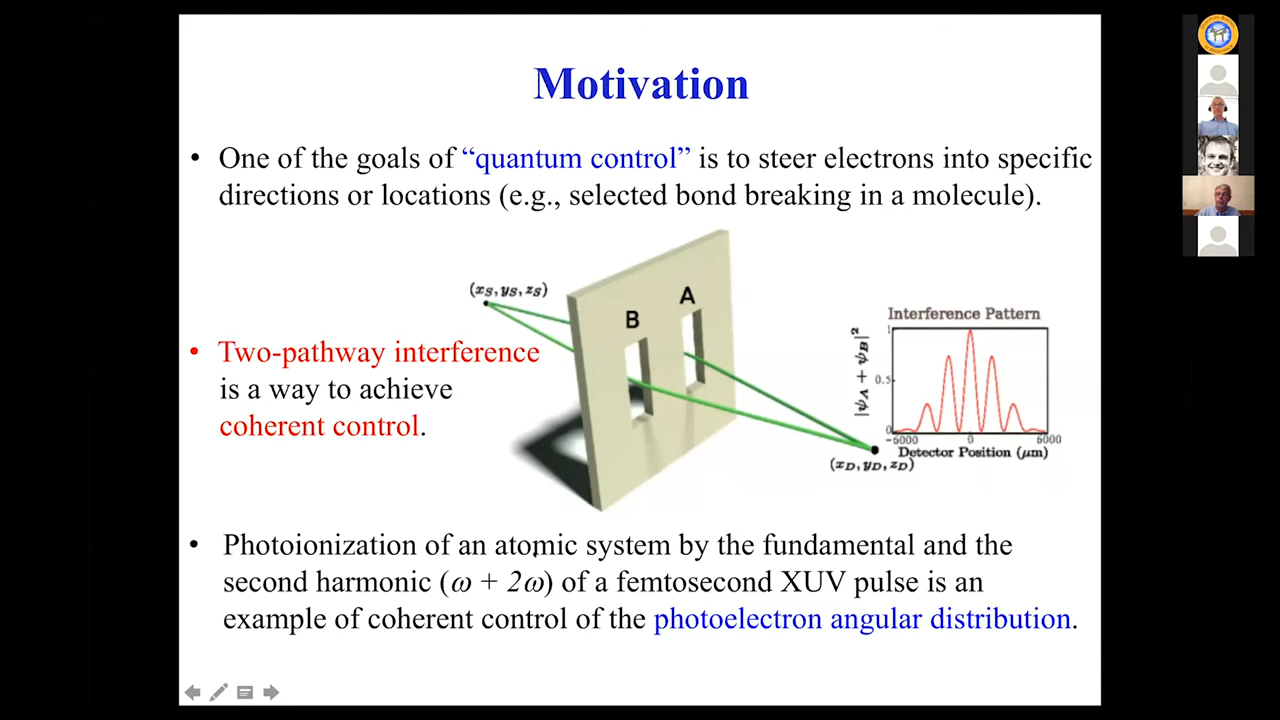 Motivation
• One of the goals of “quantum control” is to steer electrons into specific
directions or locations (e.g., selected bond breaking in a molecule).
(xS, yS, zS)
B
A
• Two-pathway interference
is a way to achieve
coherent control.
Interference Pattern
|ψA + ψB|²
1
0.5
0
−6000
0
6000
Detector Position (μm)
(xD, yD, zD)
• Photoionization of an atomic system by the fundamental and the
second harmonic (ω + 2ω) of a femtosecond XUV pulse is an
example of coherent control of the photoelectron angular distribution.